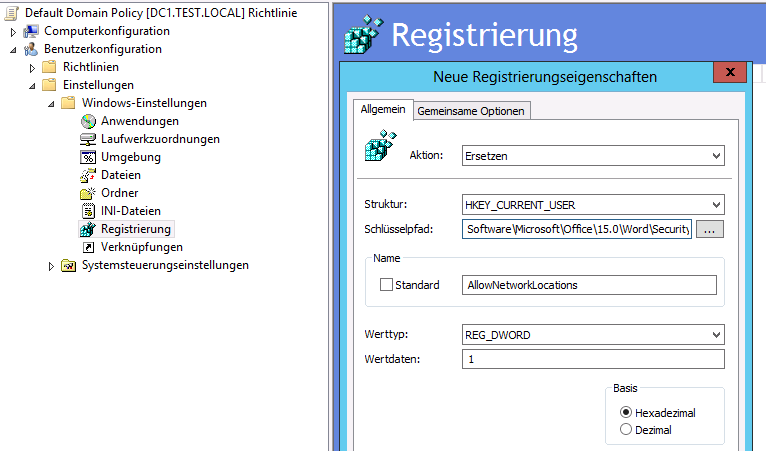 Default Domain Policy [DC1.TEST.LOCAL] Richtlinie
Computerkonfiguration
Benutzerkonfiguration
Richtlinien
Einstellungen
Windows-Einstellungen
Anwendungen
Laufwerkzuordnungen
Umgebung
Dateien
Ordner
INI-Dateien
Registrierung
Verknüpfungen
Systemsteuerungseinstellungen
Registrierung
Neue Registrierungseigenschaften
x
Allgemein Gemeinsame Optionen
Aktion: Ersetzen
Struktur: HKEY_CURRENT_USER
Schlüsselpfad: Software\Microsoft\Office\15.0\Word\Security ...
Name
Standard AllowNetworkLocations
Werttyp: REG_DWORD
Wertdaten: 1
Basis
Hexadezimal
Dezimal